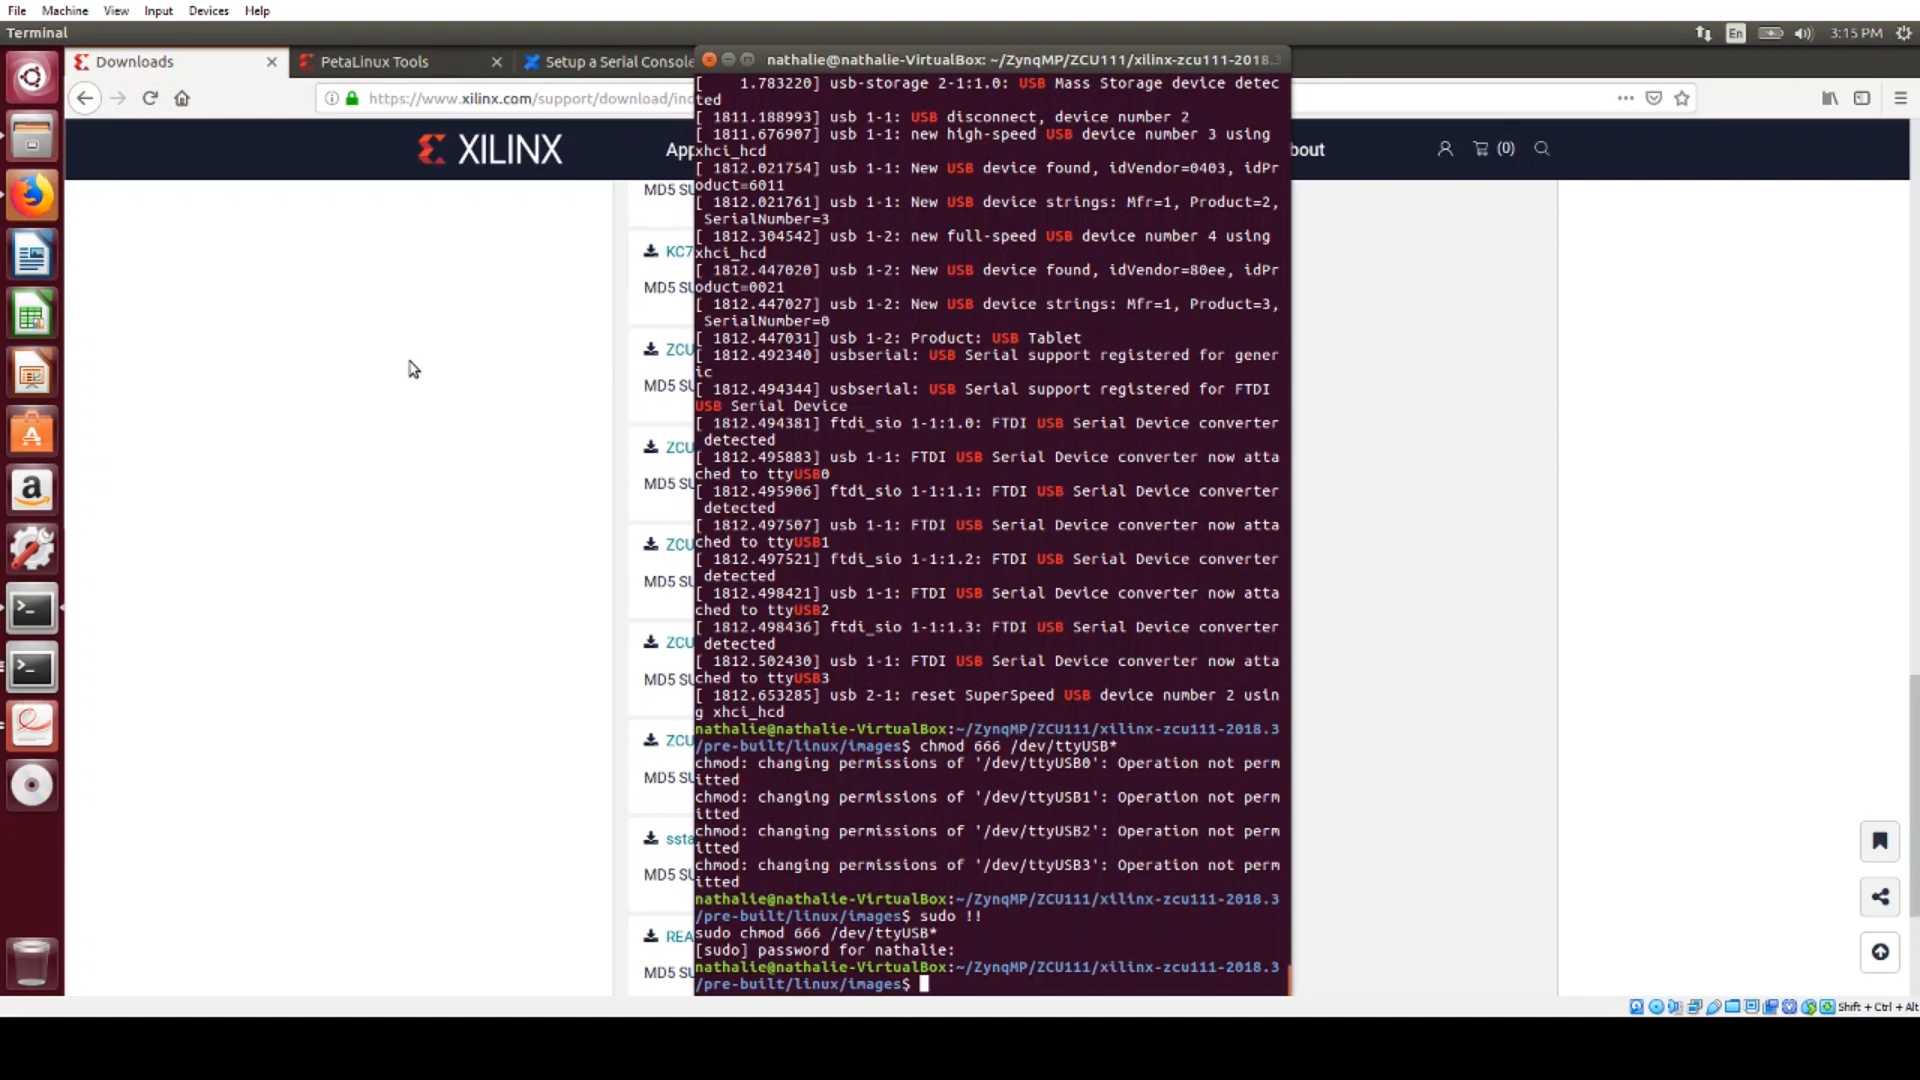 File Machine View Input Devices Help
Terminal En 3:15 PM
Downloads PetaLinux Tools Setup a Serial Console
nathalie@nathalie-VirtualBox: ~/ZynqMP/ZCU111/xilinx-zcu111-2018.3
https://www.xilinx.com/support/download/
XILINX (0)
MD5
MD5
ZCU
MD5
ZCU
MD5
ZCU
MD5
ZCU
MD5
ZCU
MD5
MD5
MD5
[ 1.783220] usb-storage 2-1:1.0: USB Mass Storage device detec
ted
[ 1811.188993] usb 1-1: USB disconnect, device number 2
[ 1811.676907] usb 1-1: new high-speed USB device number 3 using
xhci_hcd
[ 1812.021754] usb 1-1: New USB device found, idVendor=0403, idPr
oduct=6011
[ 1812.021761] usb 1-1: New USB device strings: Mfr=1, Product=2,
SerialNumber=3
[ 1812.304542] usb 1-2: new full-speed USB device number 4 using
xhci_hcd
[ 1812.447020] usb 1-2: New USB device found, idVendor=80ee, idPr
oduct=0021
[ 1812.447027] usb 1-2: New USB device strings: Mfr=1, Product=3,
SerialNumber=0
[ 1812.447031] usb 1-2: Product: USB Tablet
[ 1812.492340] usbserial: USB Serial support registered for gener
ic
[ 1812.494344] usbserial: USB Serial support registered for FTDI
USB Serial Device
[ 1812.494381] ftdi_sio 1-1:1.0: FTDI USB Serial Device converter
detected
[ 1812.495883] usb 1-1: FTDI USB Serial Device converter now atta
ched to ttyUSB0
[ 1812.495906] ftdi_sio 1-1:1.1: FTDI USB Serial Device converter
detected
[ 1812.497507] usb 1-1: FTDI USB Serial Device converter now atta
ched to ttyUSB1
[ 1812.497521] ftdi_sio 1-1:1.2: FTDI USB Serial Device converter
detected
[ 1812.498421] usb 1-1: FTDI USB Serial Device converter now atta
ched to ttyUSB2
[ 1812.498436] ftdi_sio 1-1:1.3: FTDI USB Serial Device converter
detected
[ 1812.502430] usb 1-1: FTDI USB Serial Device converter now atta
ched to ttyUSB3
[ 1812.653285] usb 2-1: reset SuperSpeed USB device number 2 usin
g xhci_hcd
nathalie@nathalie-VirtualBox:~/ZynqMP/ZCU111/xilinx-zcu111-2018.3
/pre-built/linux/images$ chmod 666 /dev/ttyUSB*
chmod: changing permissions of '/dev/ttyUSB0': Operation not perm
itted
chmod: changing permissions of '/dev/ttyUSB1': Operation not perm
itted
chmod: changing permissions of '/dev/ttyUSB2': Operation not perm
itted
chmod: changing permissions of '/dev/ttyUSB3': Operation not perm
itted
nathalie@nathalie-VirtualBox:~/ZynqMP/ZCU111/xilinx-zcu111-2018.3
/pre-built/linux/images$ sudo !!
sudo chmod 666 /dev/ttyUSB*
[sudo] password for nathalie:
nathalie@nathalie-VirtualBox:~/ZynqMP/ZCU111/xilinx-zcu111-2018.3
/pre-built/linux/images$
Shift + Ctrl + Alt